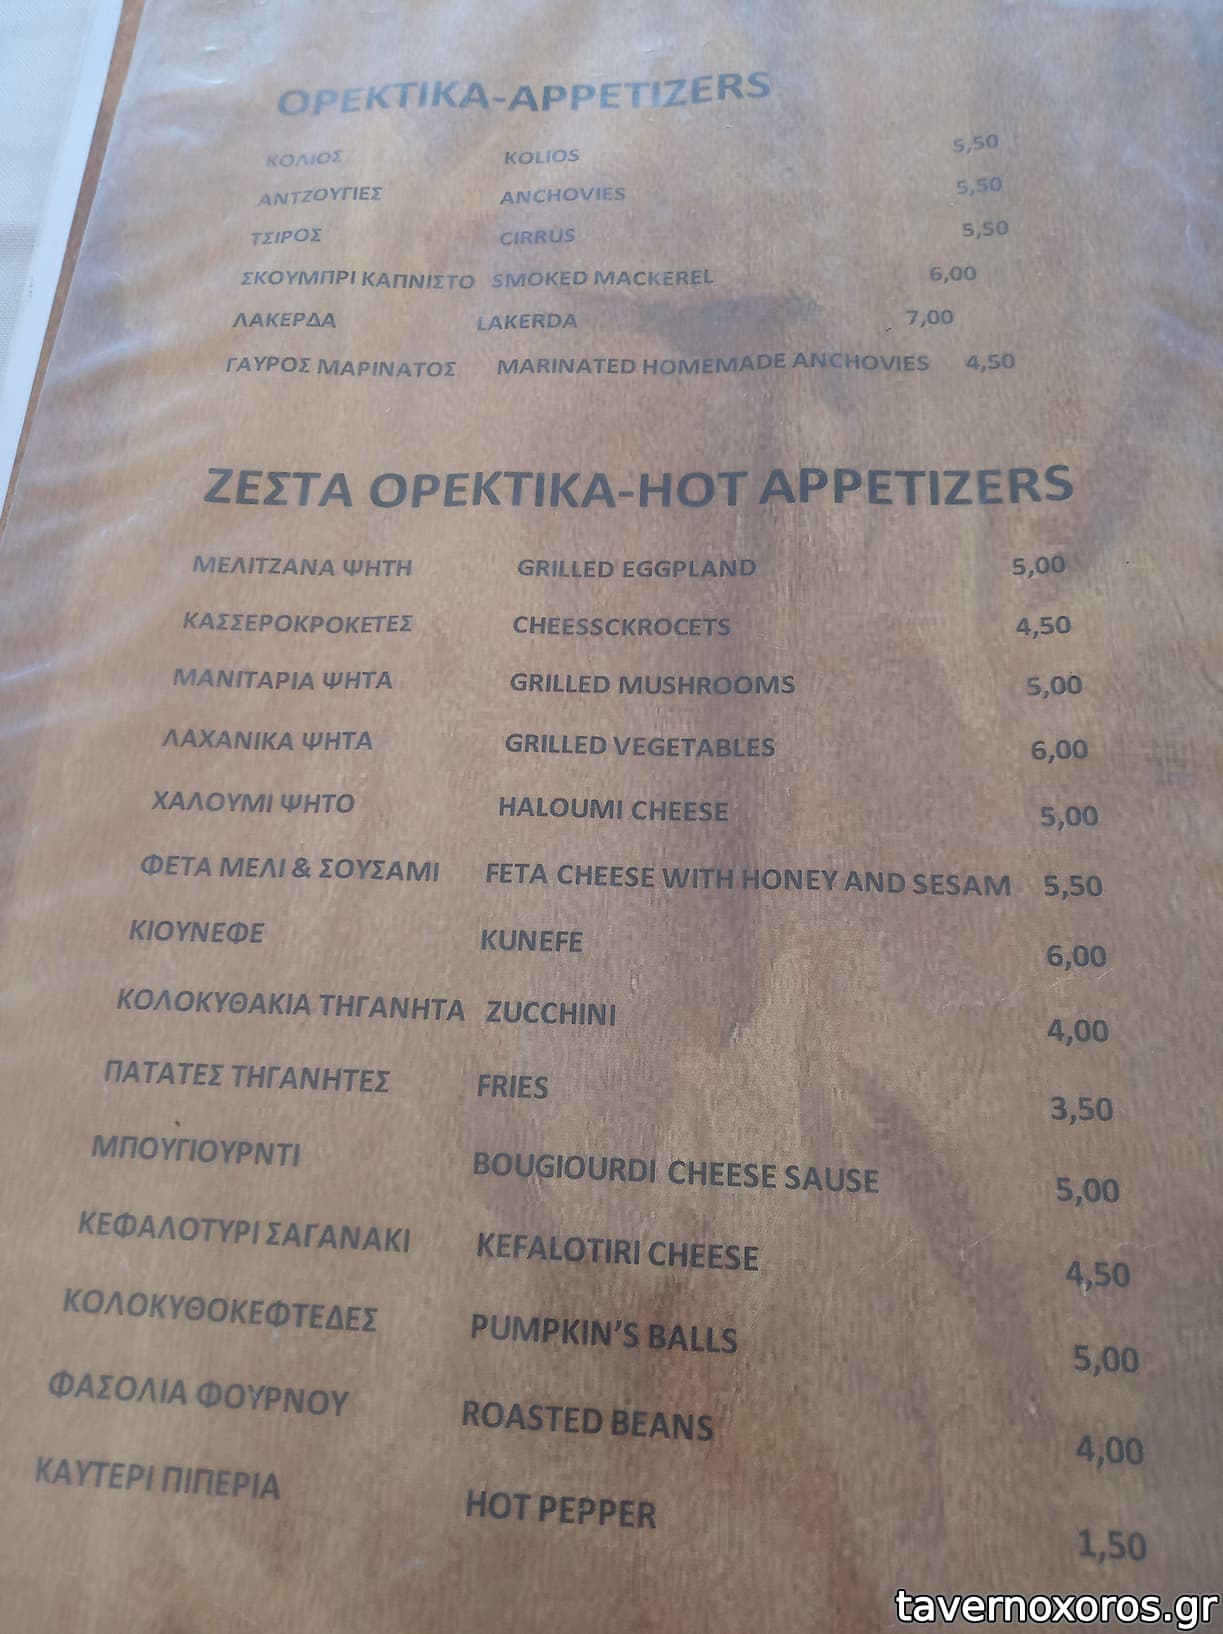 ΟΡΕΚΤΙΚΑ-APPETIZERS
ΚΟΛΙΟΣ KOLIOS 5,50
ΑΝΤΖΟΥΓΙΕΣ ANCHOVIES 5,50
ΤΣΙΡΟΣ CIRRUS 5,50
ΣΚΟΥΜΠΡΙ ΚΑΠΝΙΣΤΟ SMOKED MACKEREL 6,00
ΛΑΚΕΡΔΑ LAKERDA 7,00
ΓΑΥΡΟΣ ΜΑΡΙΝΑΤΟΣ MARINATED HOMEMADE ANCHOVIES 4,50
ΖΕΣΤΑ ΟΡΕΚΤΙΚΑ-HOT APPETIZERS
ΜΕΛΙΤΖΑΝΑ ΨΗΤΗ GRILLED EGGPLAND 5,00
ΚΑΣΣΕΡΟΚΡΟΚΕΤΕΣ CHEESSCKROCETS 4,50
ΜΑΝΙΤΑΡΙΑ ΨΗΤΑ GRILLED MUSHROOMS 5,00
ΛΑΧΑΝΙΚΑ ΨΗΤΑ GRILLED VEGETABLES 6,00
ΧΑΛΟΥΜΙ ΨΗΤΟ HALOUMI CHEESE 5,00
ΦΕΤΑ ΜΕΛΙ & ΣΟΥΣΑΜΙ FETA CHEESE WITH HONEY AND SESAM 5,50
ΚΙΟΥΝΕΦΕ KUNEFE 6,00
ΚΟΛΟΚΥΘΑΚΙΑ ΤΗΓΑΝΗΤΑ ZUCCHINI 4,00
ΠΑΤΑΤΕΣ ΤΗΓΑΝΗΤΕΣ FRIES 3,50
ΜΠΟΥΓΙΟΥΡΝΤΙ BOUGIOURDI CHEESE SAUSE 5,00
ΚΕΦΑΛΟΤΥΡΙ ΣΑΓΑΝΑΚΙ KEFALOTIRI CHEESE 4,50
ΚΟΛΟΚΥΘΟΚΕΦΤΕΔΕΣ PUMPKIN’S BALLS 5,00
ΦΑΣΟΛΙΑ ΦΟΥΡΝΟΥ ROASTED BEANS 4,00
ΚΑΥΤΕΡΙ ΠΙΠΕΡΙΑ HOT PEPPER 1,50
tavernoxoros.gr